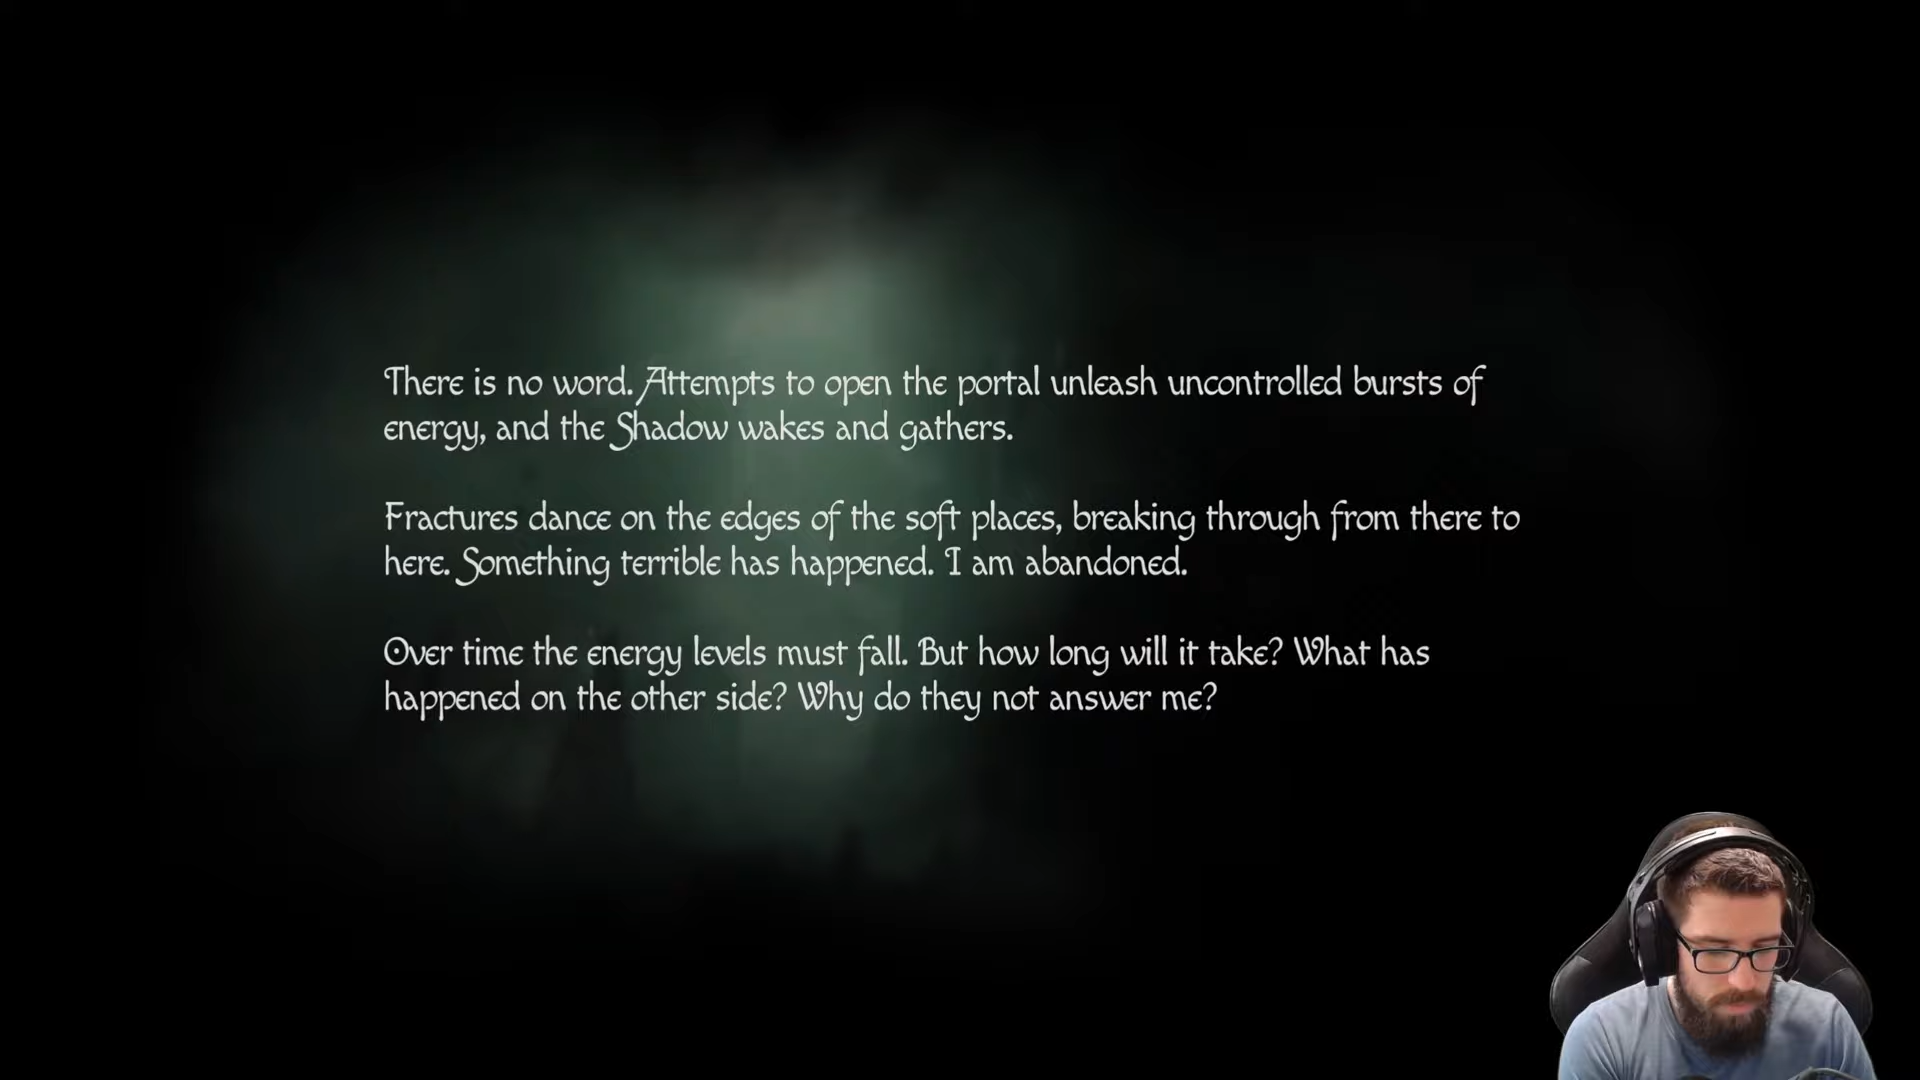 There is no word. Attempts to open the portal unleash uncontrolled bursts of
energy, and the Shadow wakes and gathers.
Fractures dance on the edges of the soft places, breaking through from there to
here. Something terrible has happened. I am abandoned.
Over time the energy levels must fall. But how long will it take? What has
happened on the other side? Why do they not answer me?